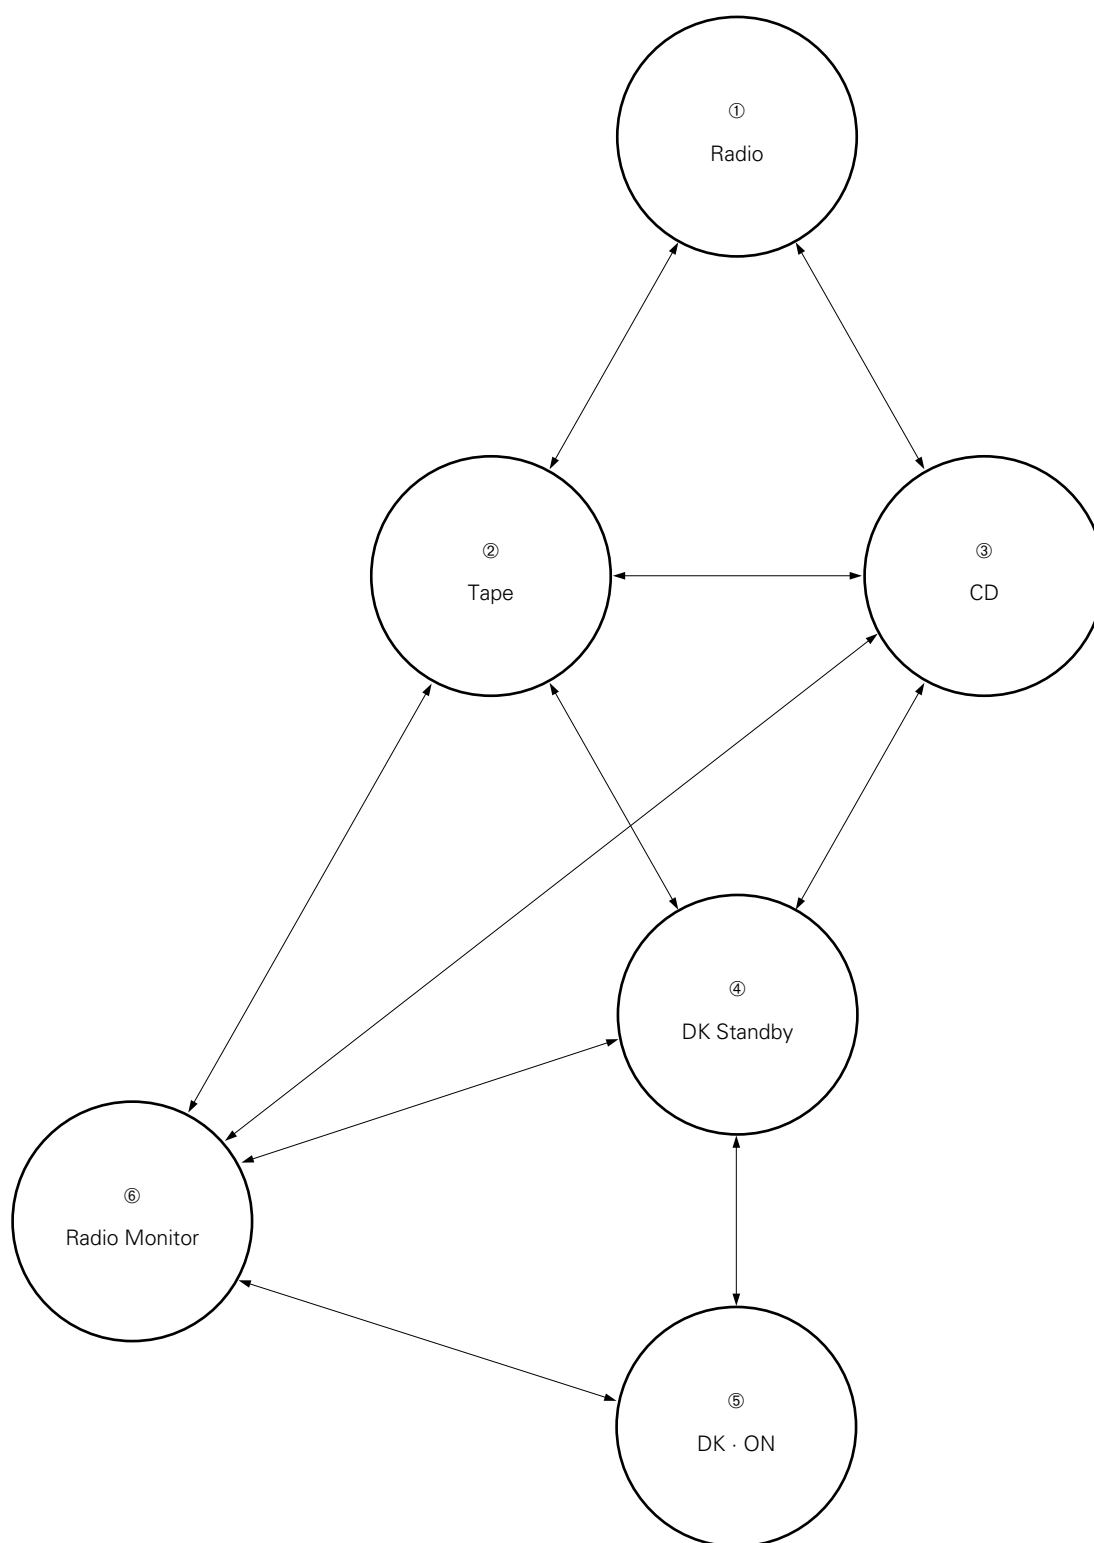 ①
Radio
②
Tape
③
CD
④
DK Standby
⑥
Radio Monitor
⑤
DK · ON